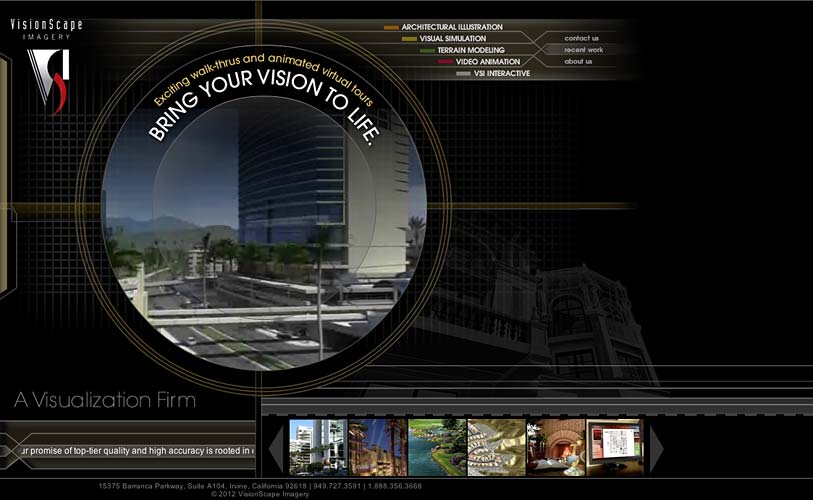 VisionScape
IMAGERY
ARCHITECTURAL ILLUSTRATION
VISUAL SIMULATION
TERRAIN MODELING
VIDEO ANIMATION
VSI INTERACTIVE
contact us
recent work
about us
Exciting walk-thrus and animated virtual tours
BRING YOUR VISION TO LIFE.
A Visualization Firm
ur promise of top-tier quality and high accuracy is rooted in
15375 Barranca Parkway, Suite A104, Irvine, California 92618 | 949.727.3591 | 1.888.356.3668
© 2012 VisionScape Imagery